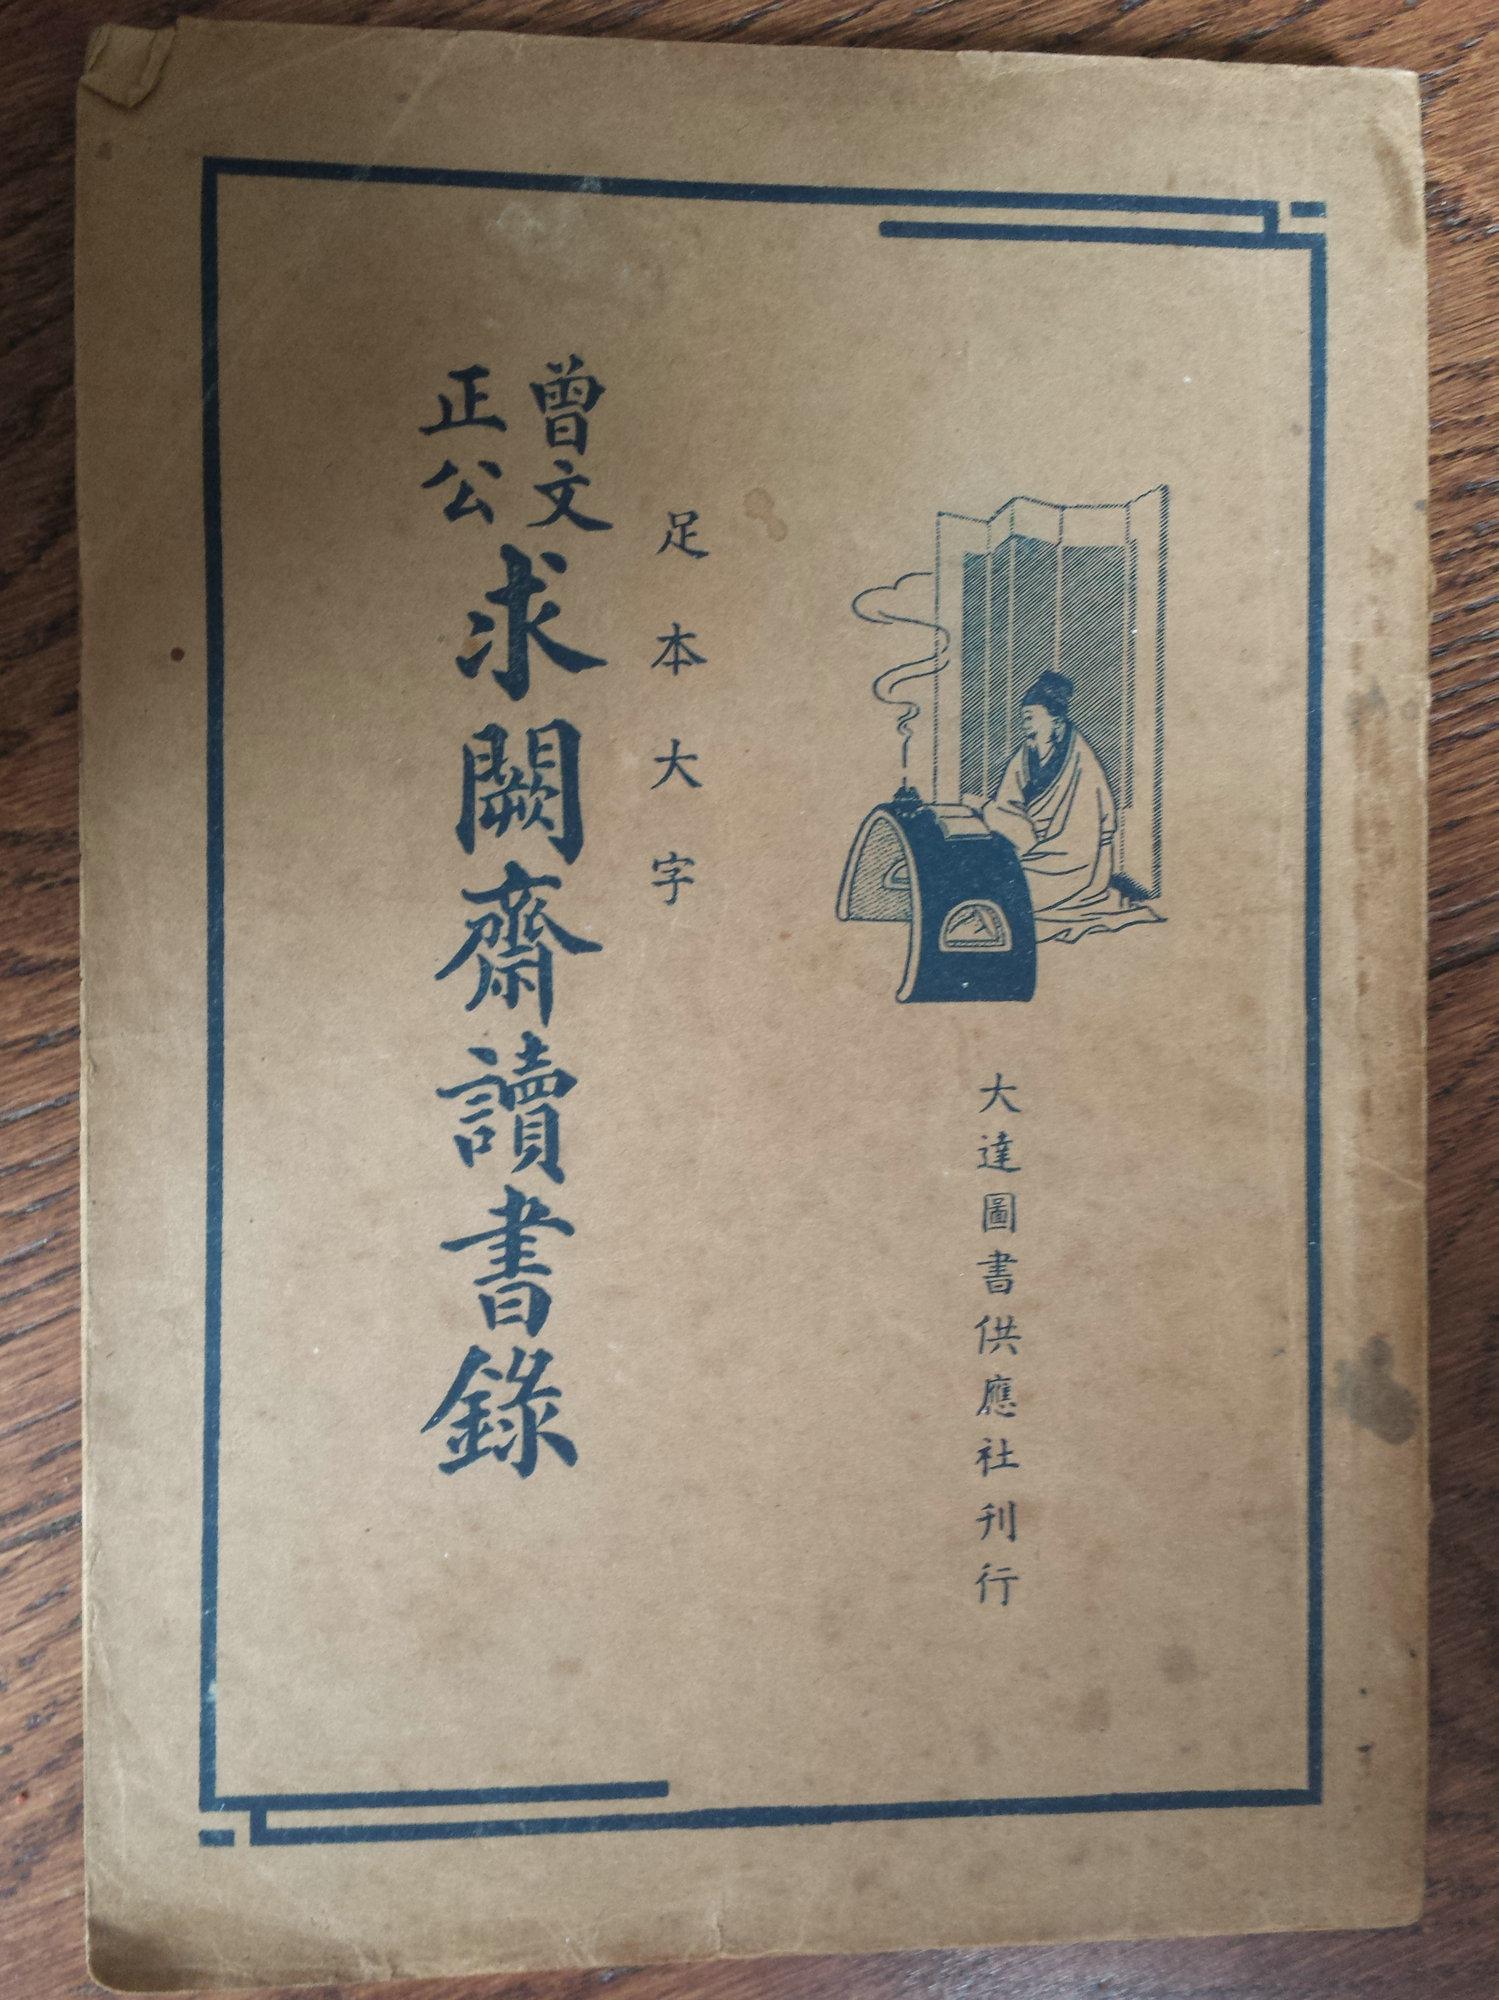 大達圖書供應社刊行
足本大字
曾文正公求闕齋讀書錄